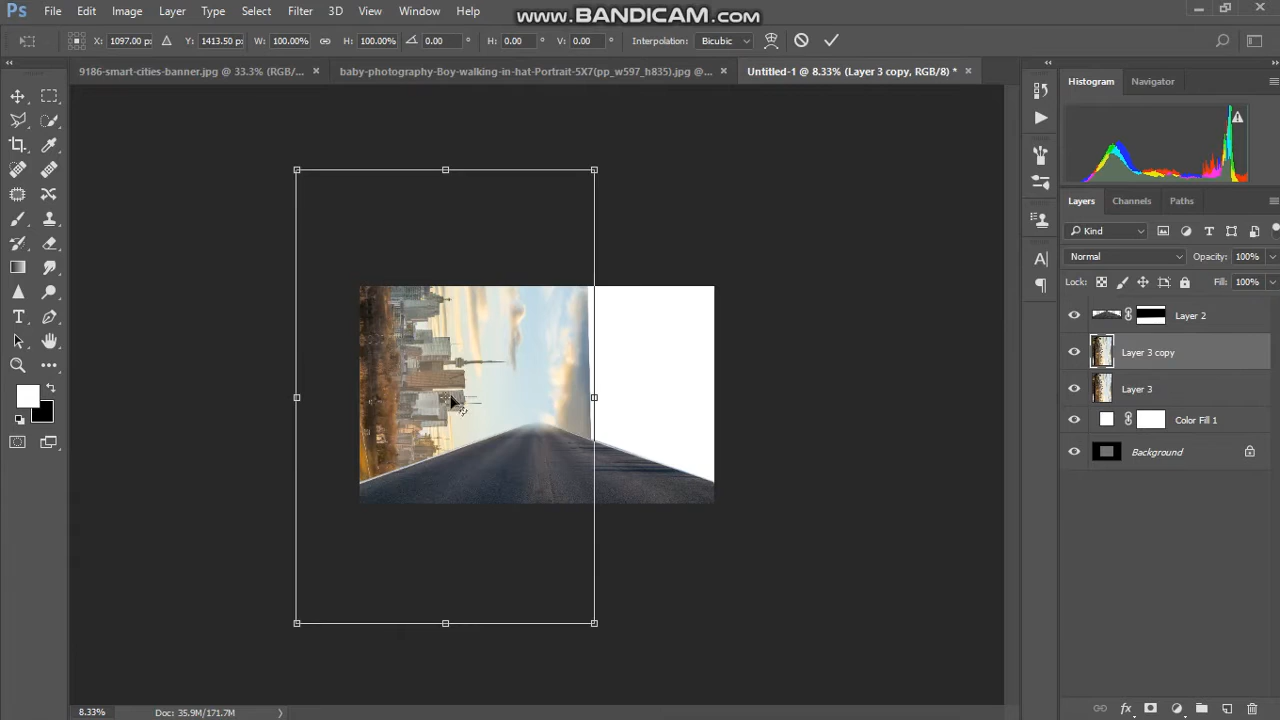 Ps File Edit Image Layer Type Select Filter 3D View Window Help
www.BANDICAM.com
X: 1097.00 px Y: 1413.50 px W: 100.00% H: 100.00% 0.00 ° H: 0.00 ° V: 0.00 ° Interpolation: Bicubic
9186-smart-cities-banner.jpg @ 33.3% (RGB/... × baby-photography-Boy-walking-in-hat-Portrait-5X7(pp_w597_h835).jpg @... × Untitled-1 @ 8.33% (Layer 3 copy, RGB/8) * ×
Histogram Navigator
Layers Channels Paths
Kind
Normal Opacity: 100%
Lock: Fill: 100%
Layer 2
Layer 3 copy
Layer 3
Color Fill 1
Background
8.33% Doc: 35.9M/171.7M